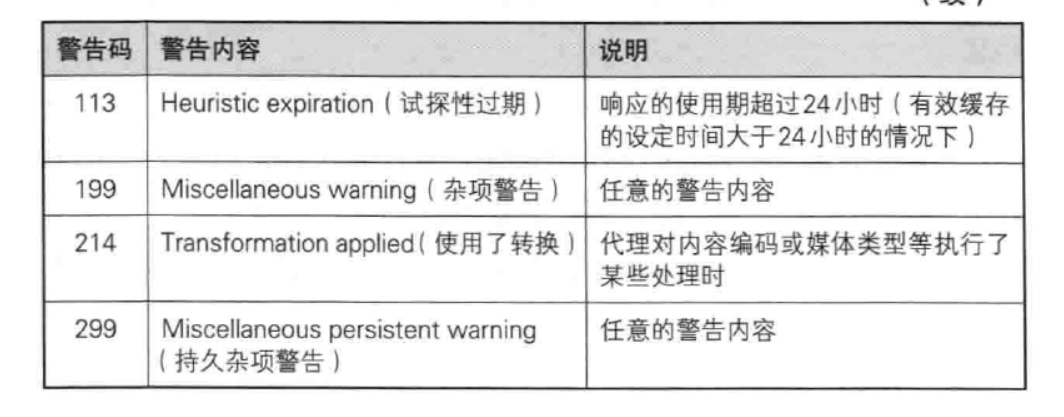 警告码 警告内容 说明
113 Heuristic expiration（试探性过期） 响应的使用期超过24小时（有效缓存
的设定时间大于24小时的情况下）
199 Miscellaneous warning（杂项警告） 任意的警告内容
214 Transformation applied（使用了转换） 代理对内容编码或媒体类型等执行了
某些处理时
299 Miscellaneous persistent warning 任意的警告内容
（持久杂项警告）